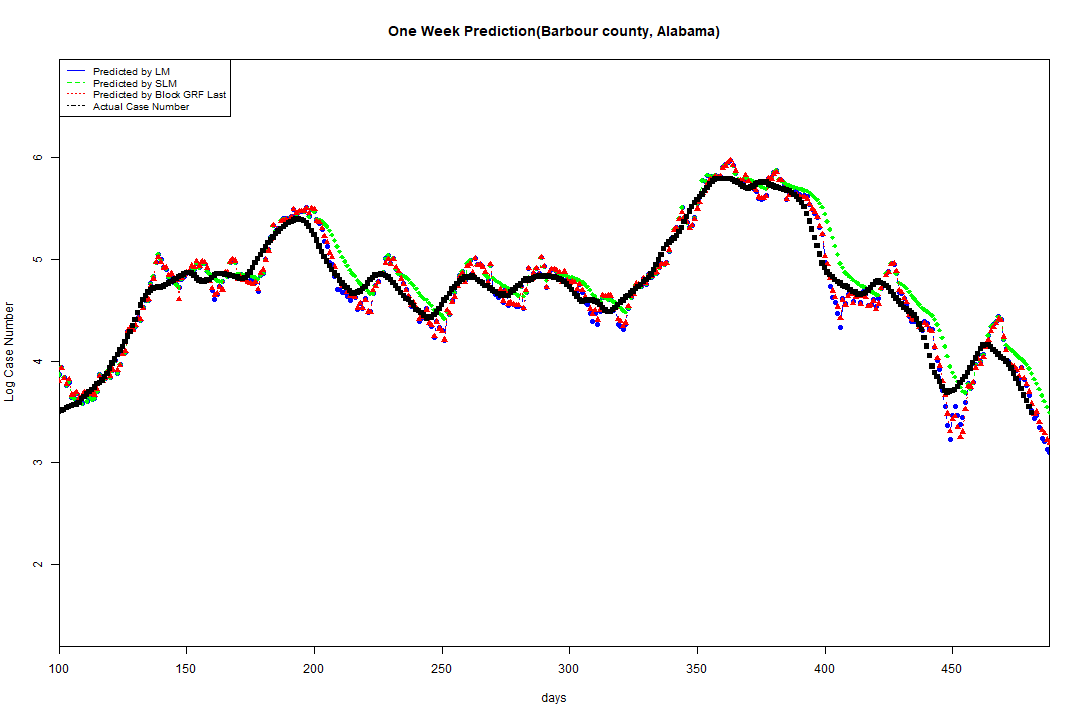 One Week Prediction(Barbour county, Alabama)
Predicted by LM
Predicted by SLM
Predicted by Block GRF Last
Actual Case Number
6
5
4
3
2
Log Case Number
100 150 200 250 300 350 400 450
days